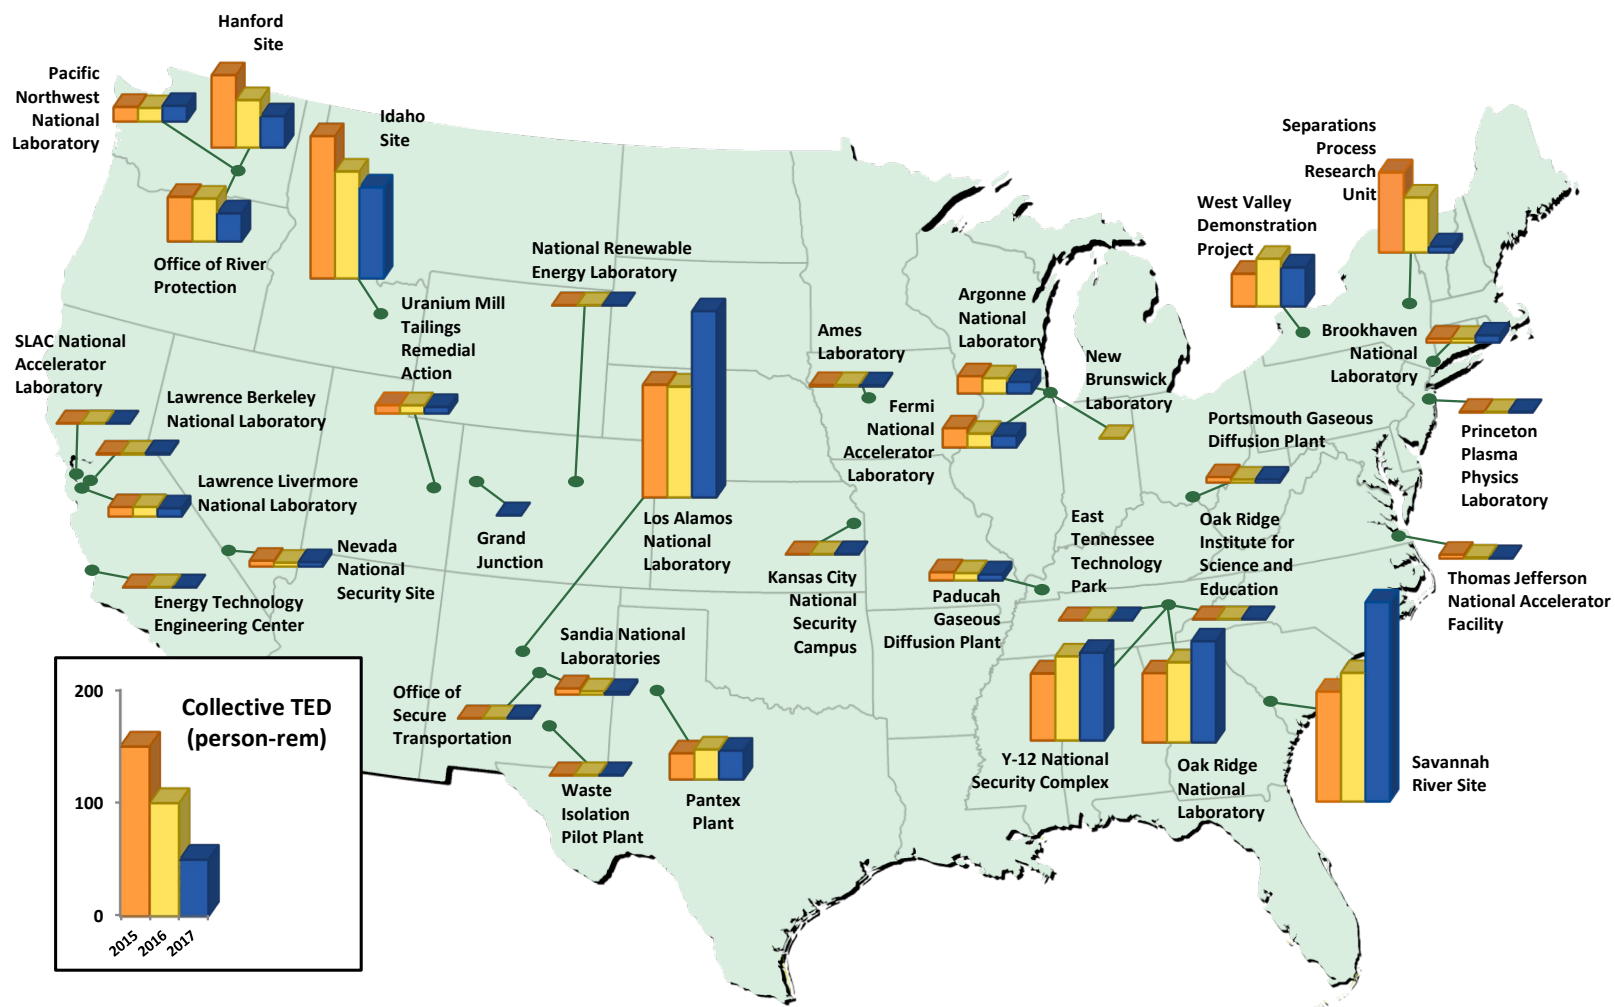 Hanford
Site
Pacific
Northwest
National
Laboratory
Idaho
Site
Office of River
Protection
Separations
Process
Research
Unit
West Valley
Demonstration
Project
National Renewable
Energy Laboratory
Uranium Mill
Tailings
Remedial
Action
Argonne
National
Laboratory
Ames
Laboratory
New
Brunswick
Laboratory
Brookhaven
National
Laboratory
SLAC National
Accelerator
Laboratory
Lawrence Berkeley
National Laboratory
Fermi
National
Accelerator
Laboratory
Portsmouth Gaseous
Diffusion Plant
Princeton
Plasma
Physics
Laboratory
Lawrence Livermore
National Laboratory
Grand
Junction
Los Alamos
National
Laboratory
East
Tennessee
Technology
Park
Oak Ridge
Institute for
Science and
Education
Nevada
National
Security Site
Kansas City
National
Security
Campus
Paducah
Gaseous
Diffusion Plant
Thomas Jefferson
National Accelerator
Facility
Energy Technology
Engineering Center
Sandia National
Laboratories
Office of
Secure
Transportation
Waste
Isolation
Pilot Plant
Pantex
Plant
Y-12 National
Security Complex
Oak Ridge
National
Laboratory
Savannah
River Site
Collective TED
(person-rem)
200
100
0
2015
2016
2017